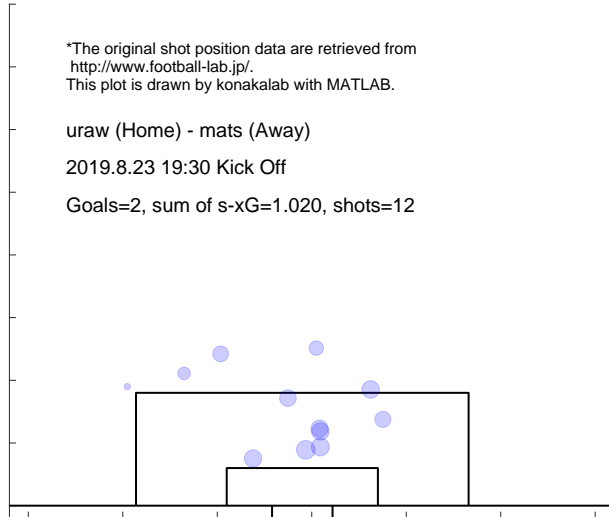 *The original shot position data are retrieved from
http://www.football-lab.jp/.
This plot is drawn by konakalab with MATLAB.
uraw (Home) - mats (Away)
2019.8.23 19:30 Kick Off
Goals=2, sum of s-xG=1.020, shots=12